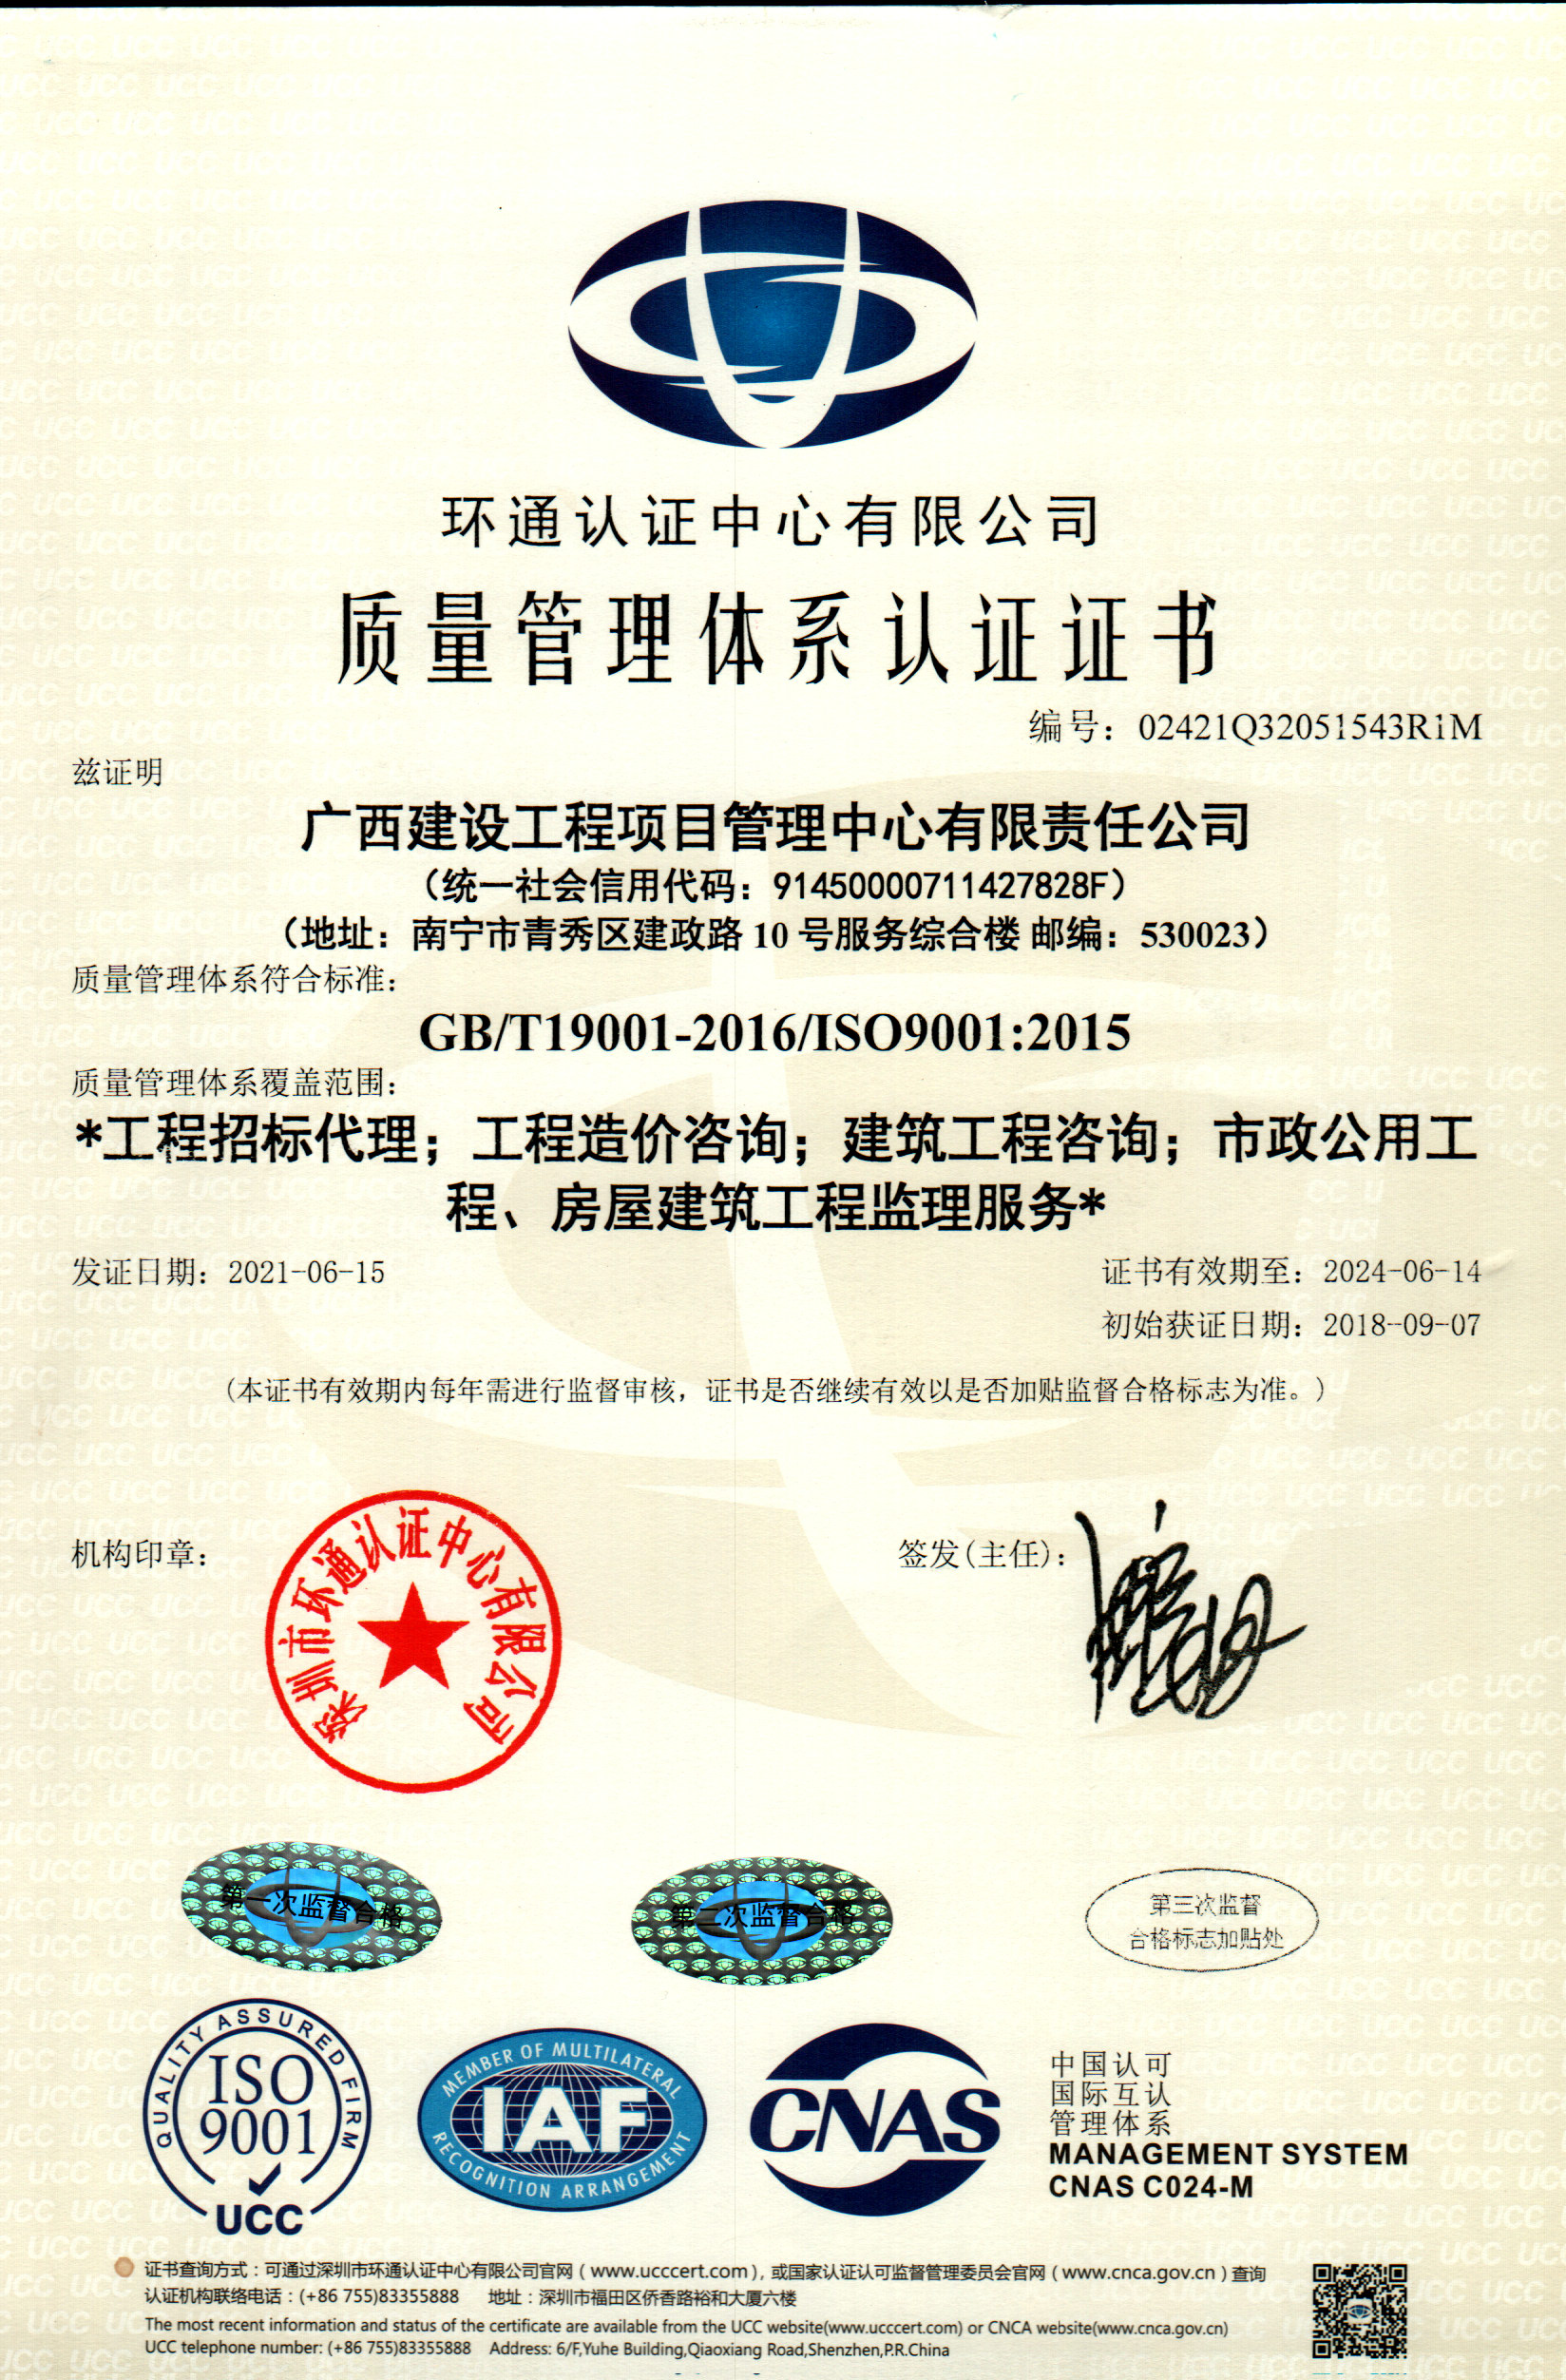 环通认证中心有限公司
质量管理体系认证证书
编号：02421Q32051543R1M
兹证明
广西建设工程项目管理中心有限责任公司
（统一社会信用代码：91450000711427828F）
（地址：南宁市青秀区建政路 10 号服务综合楼 邮编：530023）
质量管理体系符合标准：
GB/T19001-2016/ISO9001:2015
质量管理体系覆盖范围：
*工程招标代理；工程造价咨询；建筑工程咨询；市政公用工
程、房屋建筑工程监理服务*
发证日期：2021-06-15
证书有效期至：2024-06-14
初始获证日期：2018-09-07
(本证书有效期内每年需进行监督审核，证书是否继续有效以是否加贴监督合格标志为准。)
机构印章：
深圳市环通认证中心有限公司
签发(主任)：
第一次监督合格
第二次监督合格
第三次监督
合格标志加贴处
QUALITY ASSURED FIRM
ISO
9001
UCC
MEMBER OF MULTILATERAL
IAF
RECOGNITION ARRANGEMENT
CNAS
中国认可
国际互认
管理体系
MANAGEMENT SYSTEM
CNAS C024-M
证书查询方式：可通过深圳市环通认证中心有限公司官网（www.ucccert.com），或国家认证认可监督管理委员会官网（www.cnca.gov.cn）查询
认证机构联络电话：(+86 755)83355888 地址：深圳市福田区侨香路裕和大厦六楼
The most recent information and status of the certificate are available from the UCC website(www.ucccert.com) or CNCA website(www.cnca.gov.cn)
UCC telephone number: (+86 755)83355888 Address: 6/F,Yuhe Building,Qiaoxiang Road,Shenzhen,P.R.China